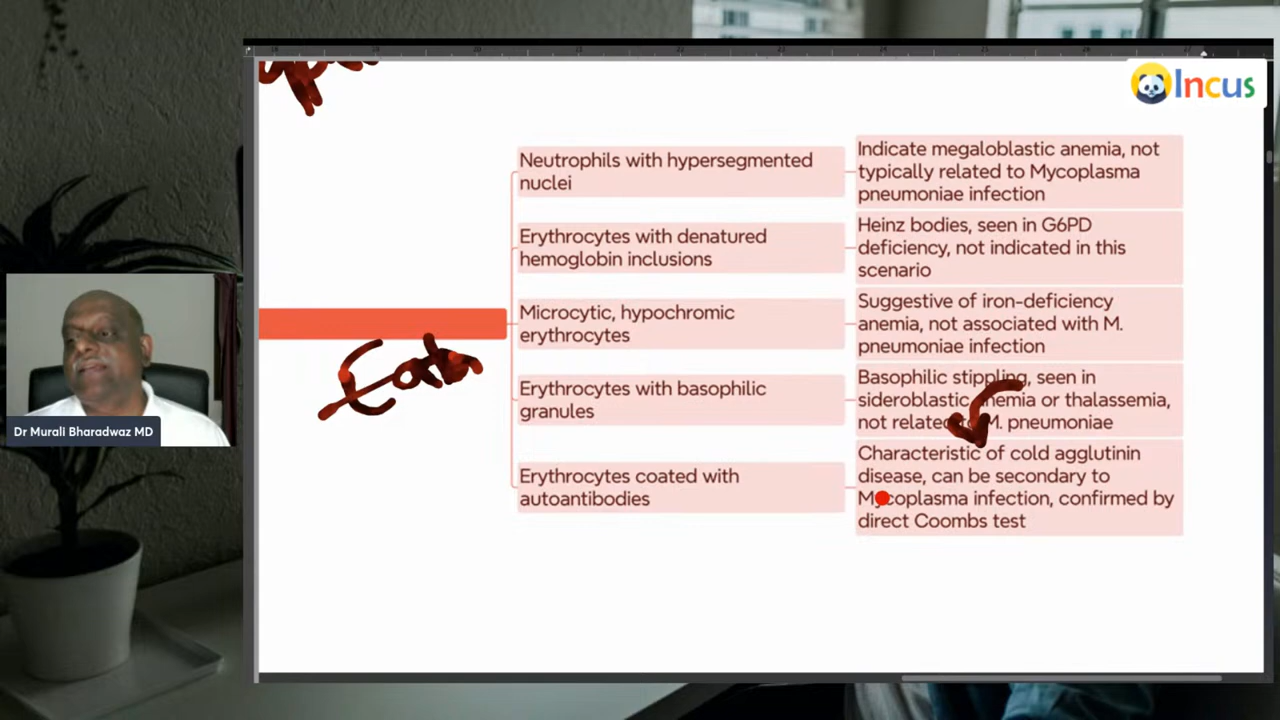 Incus
Neutrophils with hypersegmented
nuclei
Indicate megaloblastic anemia, not
typically related to Mycoplasma
pneumoniae infection
Erythrocytes with denatured
hemoglobin inclusions
Heinz bodies, seen in G6PD
deficiency, not indicated in this
scenario
Microcytic, hypochromic
erythrocytes
Suggestive of iron-deficiency
anemia, not associated with M.
pneumoniae infection
Erythrocytes with basophilic
granules
Basophilic stippling, seen in
sideroblastic anemia or thalassemia,
not related to M. pneumoniae
Erythrocytes coated with
autoantibodies
Characteristic of cold agglutinin
disease, can be secondary to
Mycoplasma infection, confirmed by
direct Coombs test
Dr Murali Bharadwaz MD